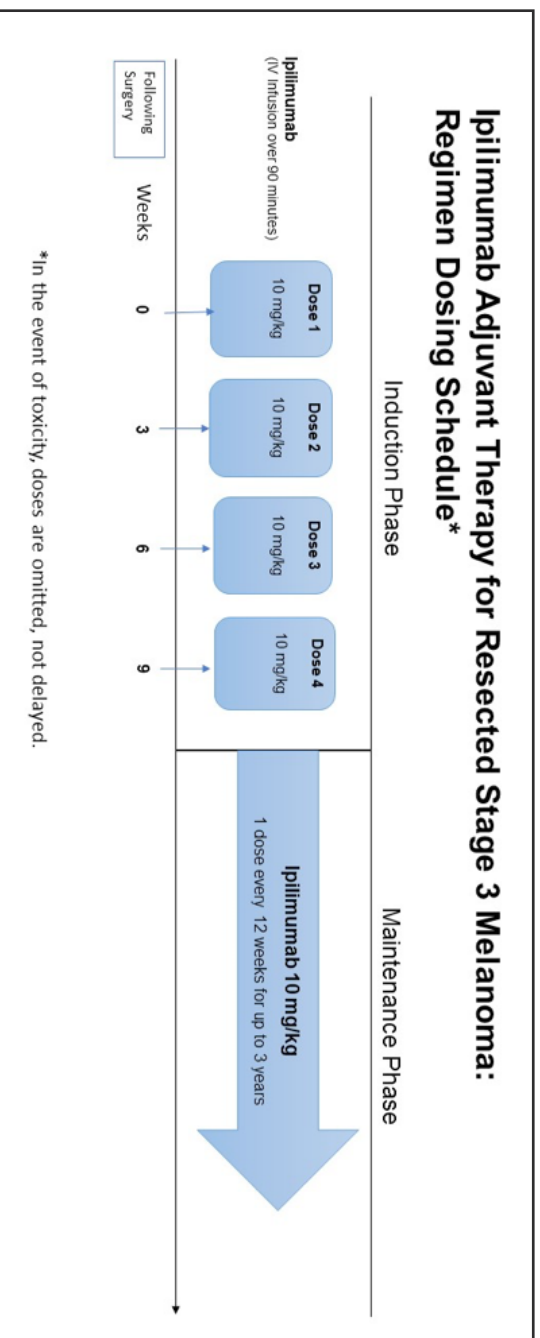 Ipilimumab Adjuvant Therapy for Resected Stage 3 Melanoma:
Regimen Dosing Schedule*
Induction Phase
Maintenance Phase
Ipilimumab
(IV Infusion over 90 minutes)
Dose 1
10 mg/kg
Dose 2
10 mg/kg
Dose 3
10 mg/kg
Dose 4
10 mg/kg
Ipilimumab 10 mg/kg
1 dose every 12 weeks for up to 3 years
Following
Surgery
Weeks
0
3
6
9
*In the event of toxicity, doses are omitted, not delayed.